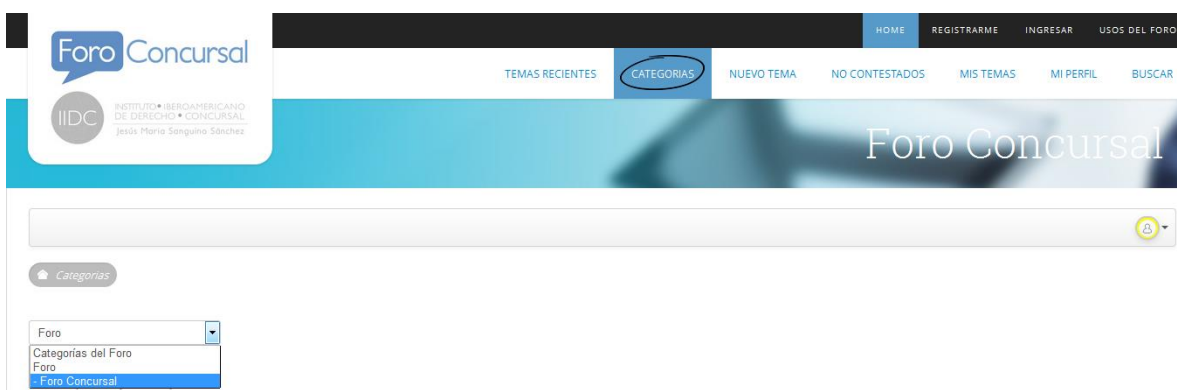 HOME REGISTRARME INGRESAR USOS DEL FORO
Foro Concursal
TEMAS RECIENTES CATEGORIAS NUEVO TEMA NO CONTESTADOS MIS TEMAS MI PERFIL BUSCAR
IIDC
INSTITUTO•IBEROAMERICANO
DE DERECHO•CONCURSAL
Jesús María Sanguino Sánchez
Foro Concursal
Categorias
Foro
Categorías del Foro
Foro
- Foro Concursal